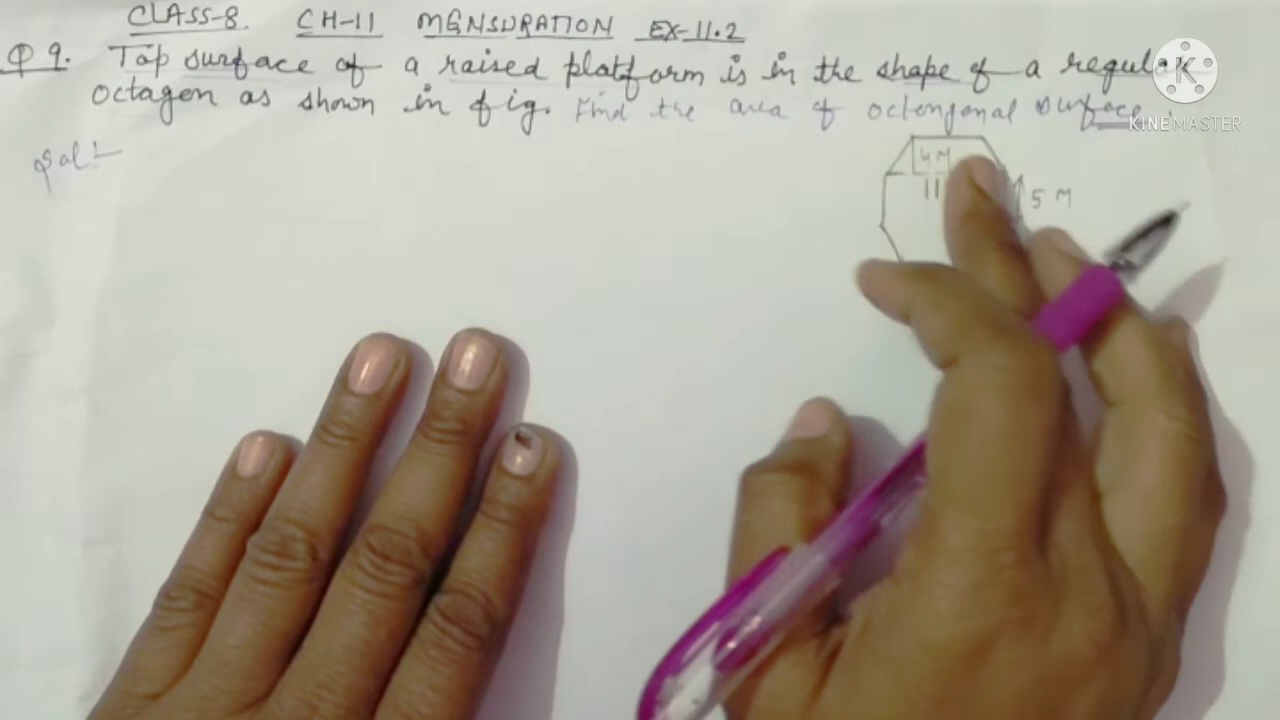 CLASS-8. CH-11 MENSURATION EX-11.2
Q 9. Top surface of a raised platform is in the shape of a regular
octagon as shown in fig. Find the area of octengonal surface.
Sol:-
4 M
11
5 M
K
KINEMASTER